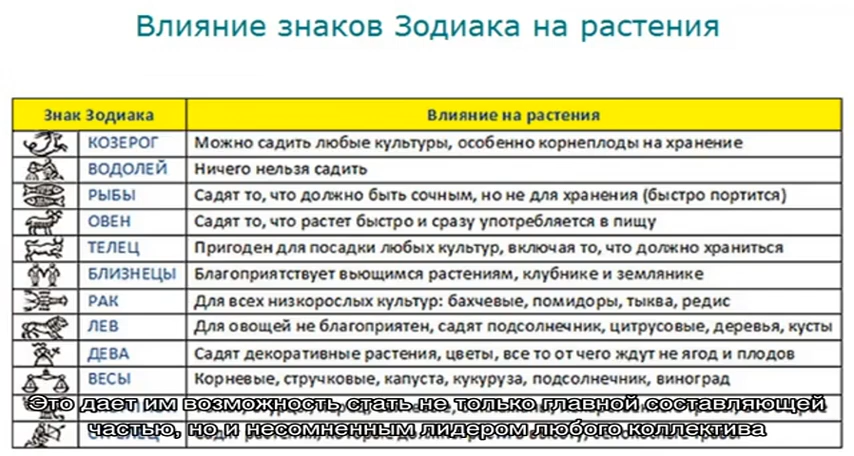 Влияние знаков Зодиака на растения
Знак Зодиака Влияние на растения
КОЗЕРОГ Можно садить любые культуры, особенно корнеплоды на хранение
ВОДОЛЕЙ Ничего нельзя садить
РЫБЫ Садят то, что должно быть сочным, но не для хранения (быстро портится)
ОВЕН Садят то, что растет быстро и сразу употребляется в пищу
ТЕЛЕЦ Пригоден для посадки любых культур, включая то, что должно храниться
БЛИЗНЕЦЫ Благоприятствует вьющимся растениям, клубнике и землянике
РАК Для всех низкорослых культур: бахчевые, помидоры, тыква, редис
ЛЕВ Для овощей не благоприятен, садят подсолнечник, цитрусовые, деревья, кусты
ДЕВА Садят декоративные растения, цветы, все то от чего ждут не ягод и плодов
ВЕСЫ Корневые, стручковые, капуста, кукуруза, подсолнечник, виноград
Это дает им возможность стать не только главной составляющей
частью, но и несомненным лидером любого коллектива